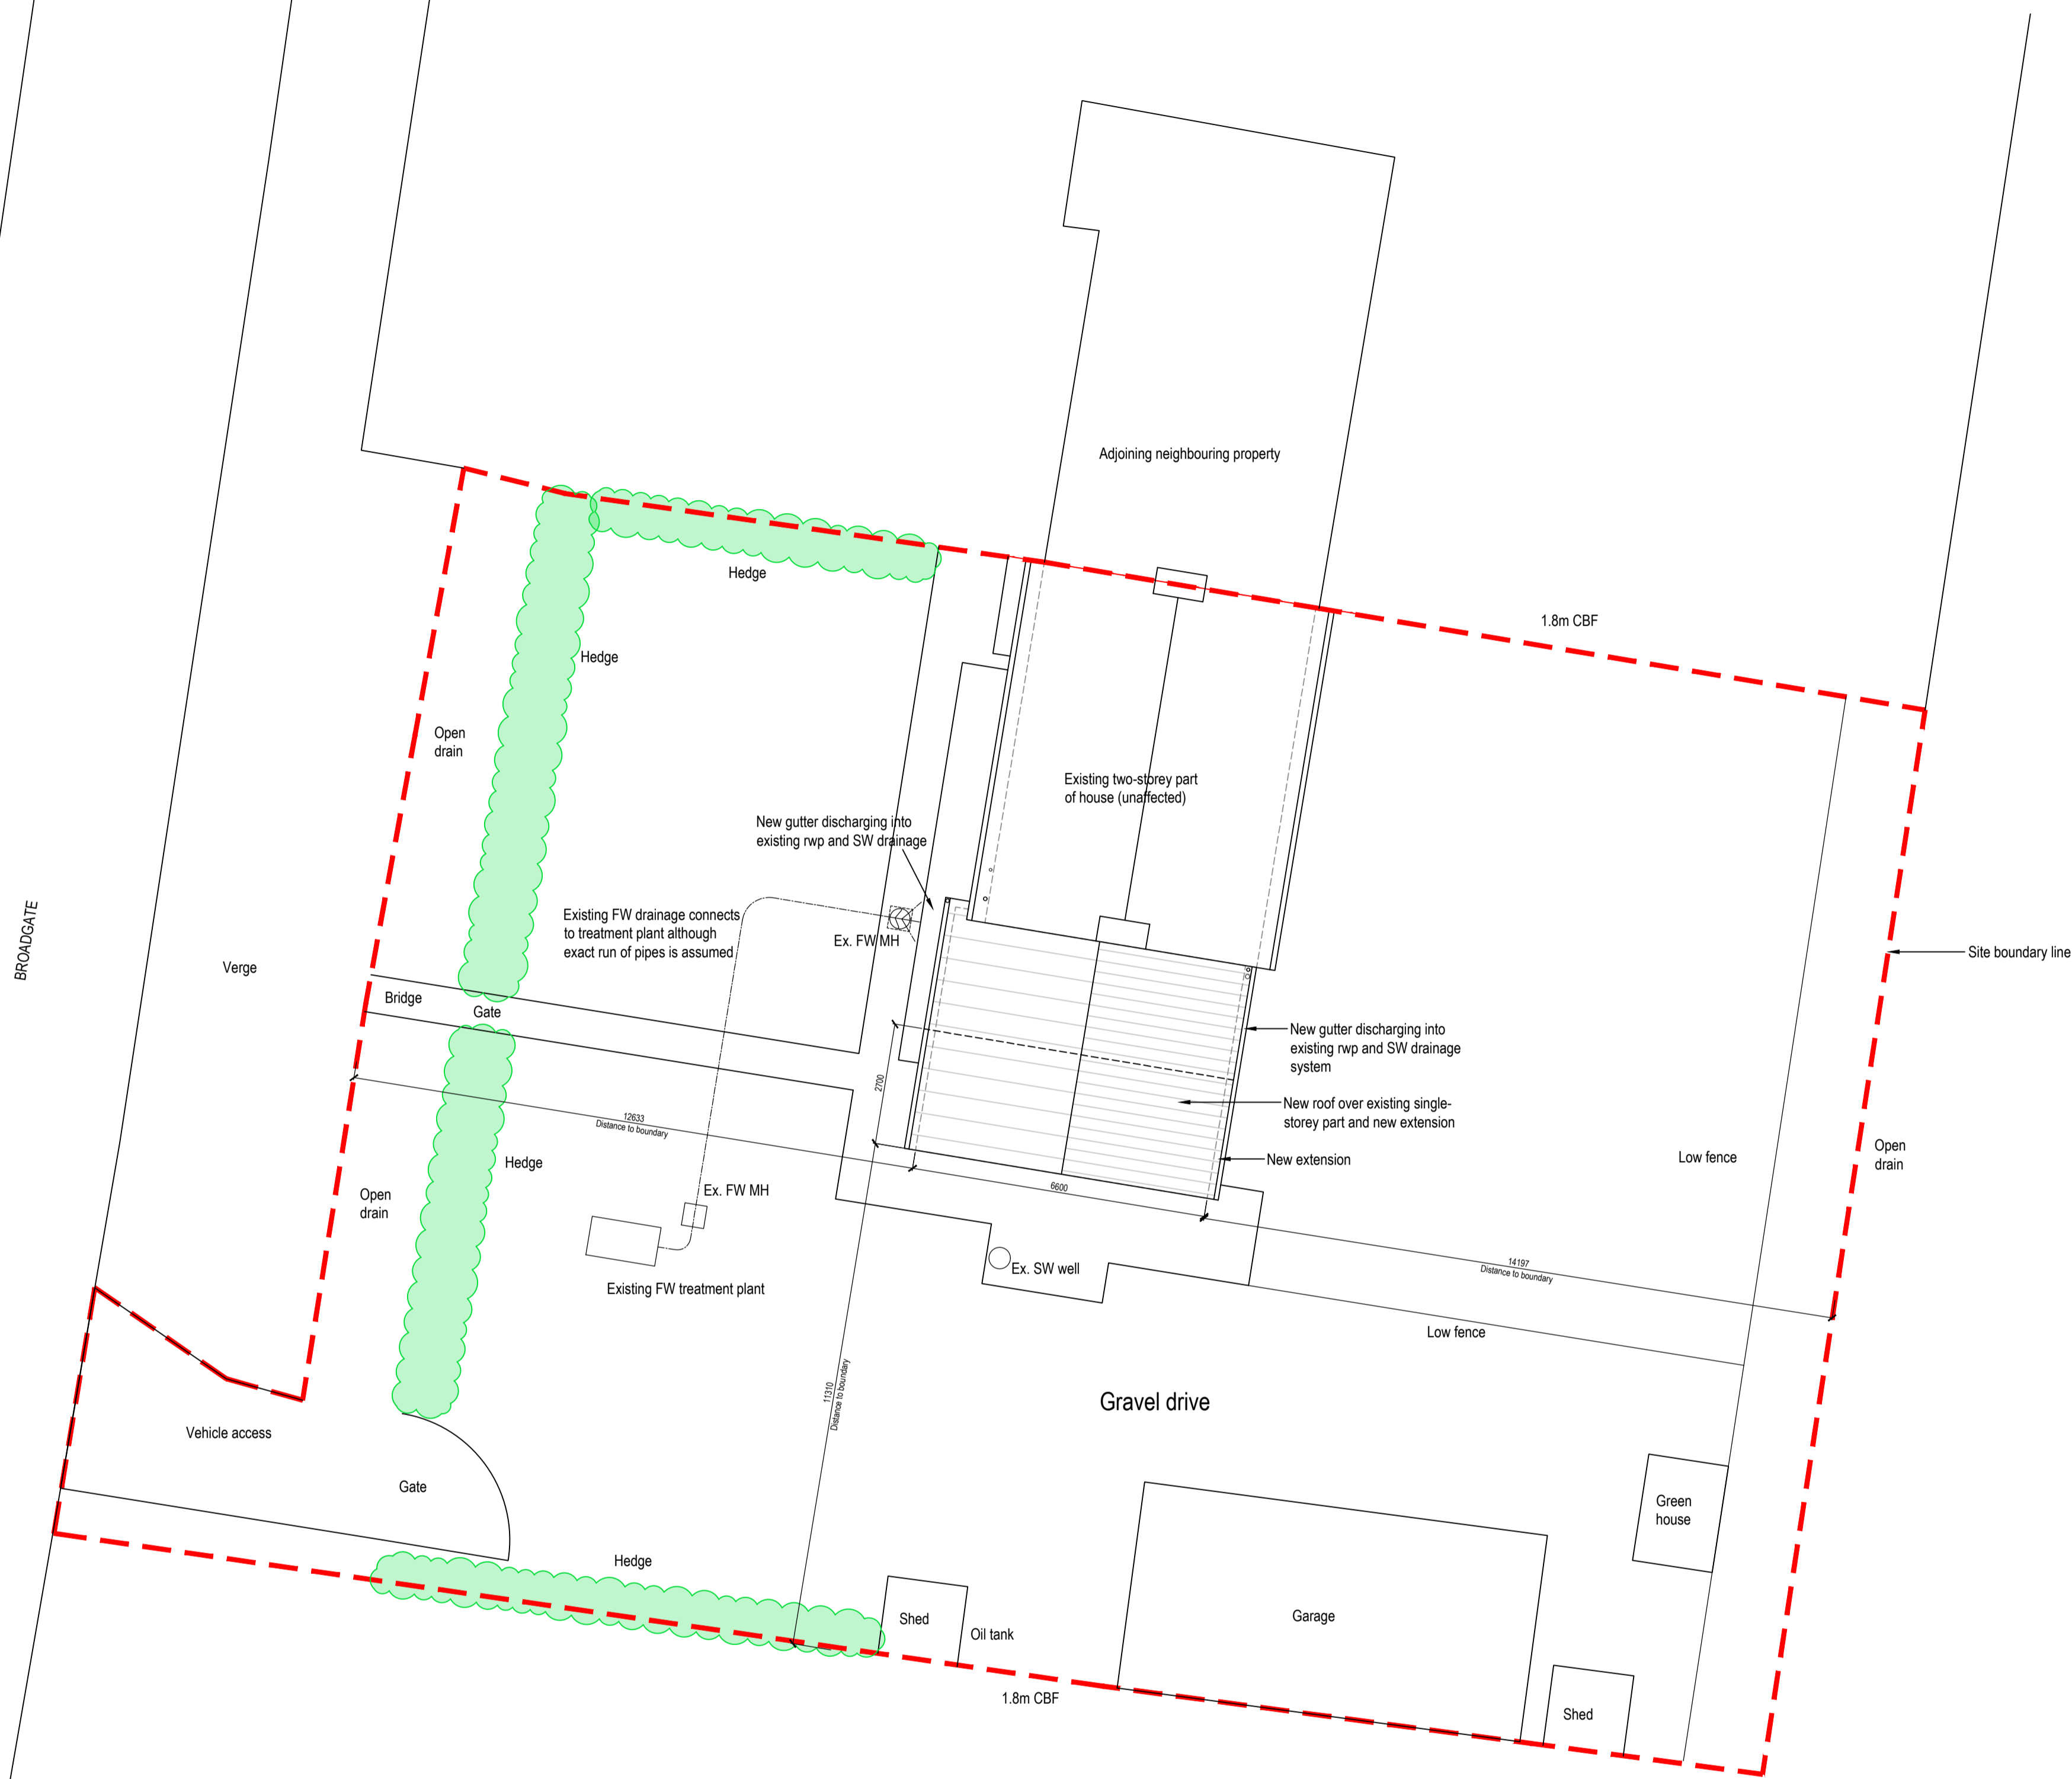 Adjoining neighbouring property
Hedge
1.8m CBF
Hedge
Open
drain
Existing two-storey part
of house (unaffected)
New gutter discharging into
existing rwp and SW drainage
BROADGATE
Verge
Existing FW drainage connects
to treatment plant although
exact run of pipes is assumed
Ex. FW MH
Site boundary line
Bridge
Gate
New gutter discharging into
existing rwp and SW drainage
system
2700
New roof over existing single-
storey part and new extension
12633
Distance to boundary
Hedge
New extension
Low fence
Open
drain
Open
drain
Ex. FW MH
6600
Existing FW treatment plant
Ex. SW well
14197
Distance to boundary
Low fence
11310
Distance to boundary
Gravel drive
Vehicle access
Gate
Green
house
Hedge
Shed
Oil tank
Garage
1.8m CBF
Shed